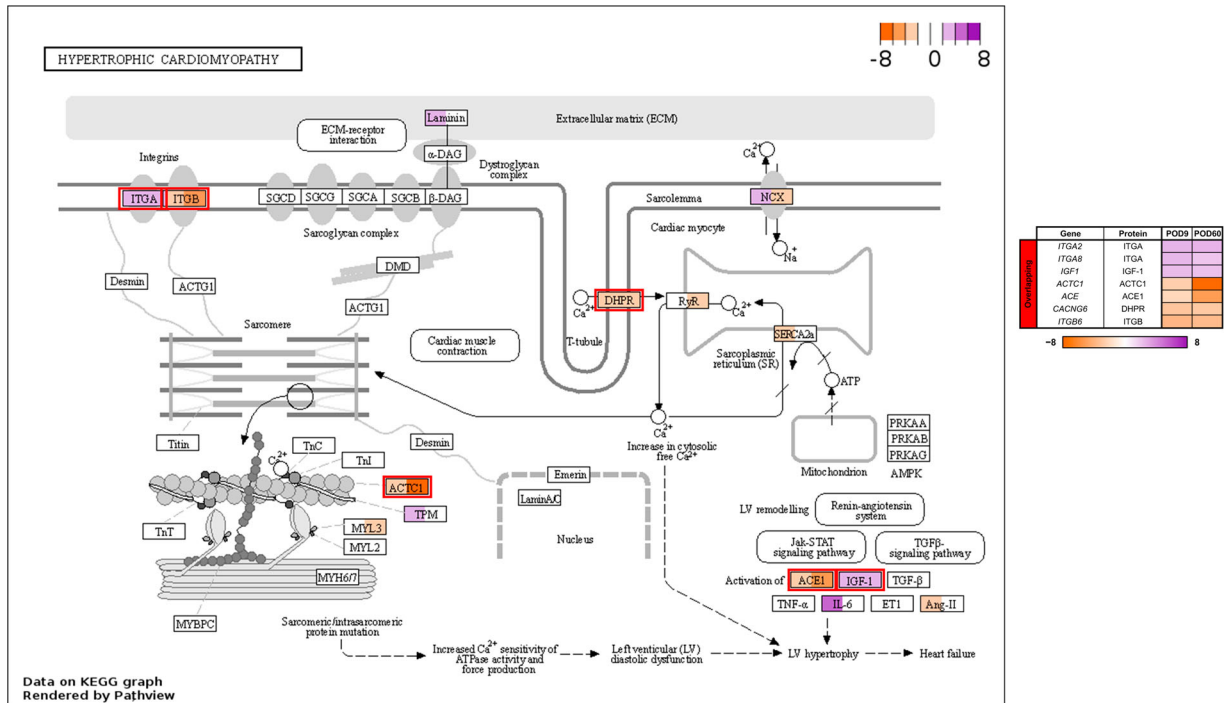 HYPERTROPHIC CARDIOMYOPATHY
-8 0 8
Laminin
Extracellular matrix (ECM)
ECM-receptor
interaction
α-DAG
Dystroglycan
complex
Integrins
Ca2+
ITGA
ITGB
SGCD
SGCG
SGCA
SGCB
β-DAG
Sarcolemma
NCX
Sarcoglycan complex
Cardiac myocyte
Na+
DMD
Desmin
ACTG1
ACTG1
Ca2+
DHPR
RyR
Ca2+
Sarcomere
T-tubule
SERCA2a
Cardiac muscle
contraction
Sarcoplasmic
reticulum (SR)
ATP
Titin
Desmin
Ca2+
Increase in cytosolic
free Ca2+
Mitochondrion
PRKAA
PRKAB
PRKAG
AMPK
TnC
Ca2+
TnI
Emerin
LaminA/C
Nucleus
ACTC1
TPM
TnT
MYL3
MYL2
MYH6/7
MYBPC
LV remodelling
Renin-angiotensin
system
Jak-STAT
signaling pathway
TGFβ-
signaling pathway
Activation of
ACE1
IGF-1
TGF-β
TNF-α
IL-6
ET1
Ang-II
Sarcomeric/intrasarcomeric
protein mutation
Increased Ca2+ sensitivity of
ATPase activity and
force production
Left ventricular (LV)
diastolic dysfunction
LV hypertrophy
Heart failure
Data on KEGG graph
Rendered by Pathview
Gene Protein POD9 POD60
Overlapping
ITGA2 ITGA
ITGA8 ITGA
IGF1 IGF-1
ACTC1 ACTC1
ACE ACE1
CACNG6 DHPR
ITGB6 ITGB
−8 8